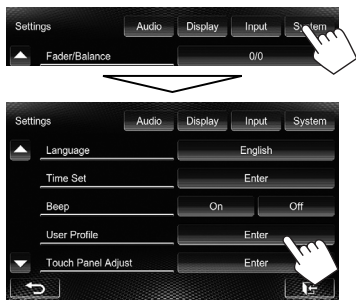 Settings Audio Display Input System
Fader/Balance 0/0
Settings Audio Display Input System
Language English
Time Set Enter
Beep On Off
User Profile Enter
Touch Panel Adjust Enter